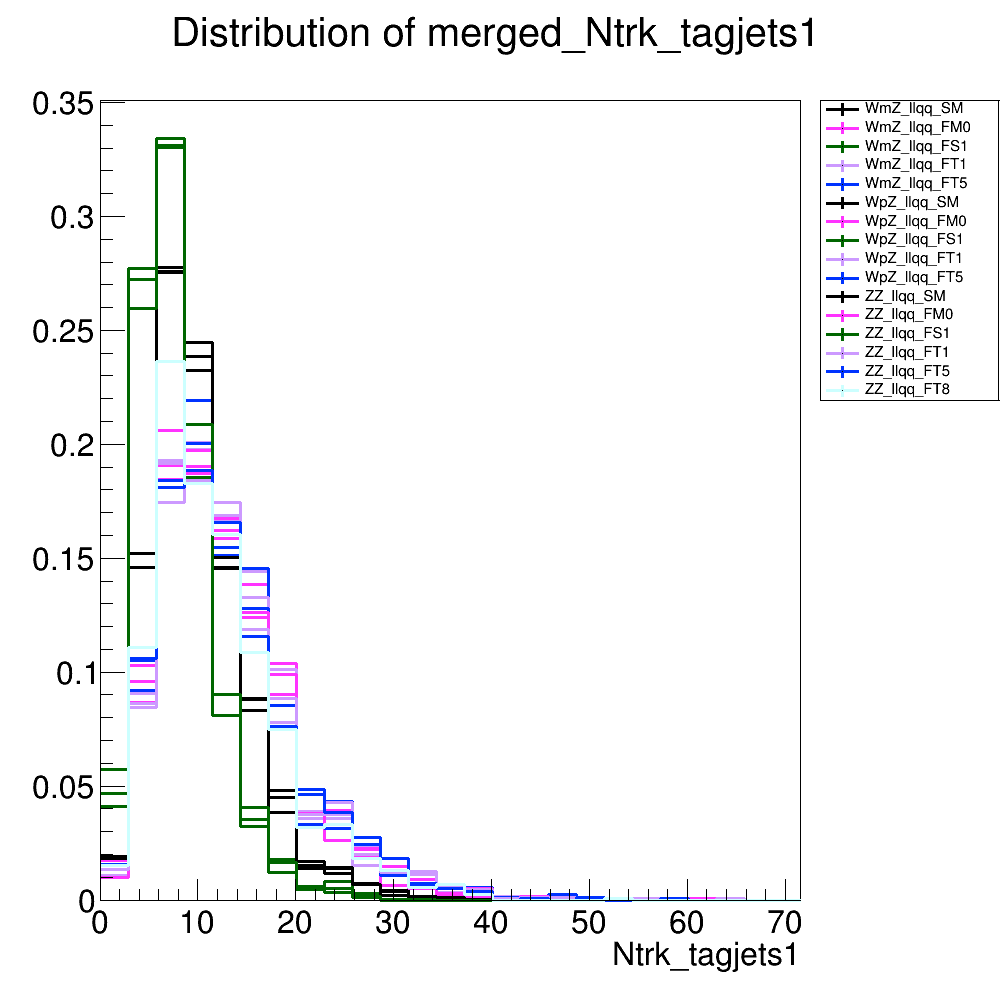 Distribution of merged_Ntrk_tagjets1
0.35
0.3
0.25
0.2
0.15
0.1
0.05
0
0 10 20 30 40 50 60 70
Ntrk_tagjets1
WmZ_llqq_SM
WmZ_llqq_FM0
WmZ_llqq_FS1
WmZ_llqq_FT1
WmZ_llqq_FT5
WpZ_llqq_SM
WpZ_llqq_FM0
WpZ_llqq_FS1
WpZ_llqq_FT1
WpZ_llqq_FT5
ZZ_llqq_SM
ZZ_llqq_FM0
ZZ_llqq_FS1
ZZ_llqq_FT1
ZZ_llqq_FT5
ZZ_llqq_FT8